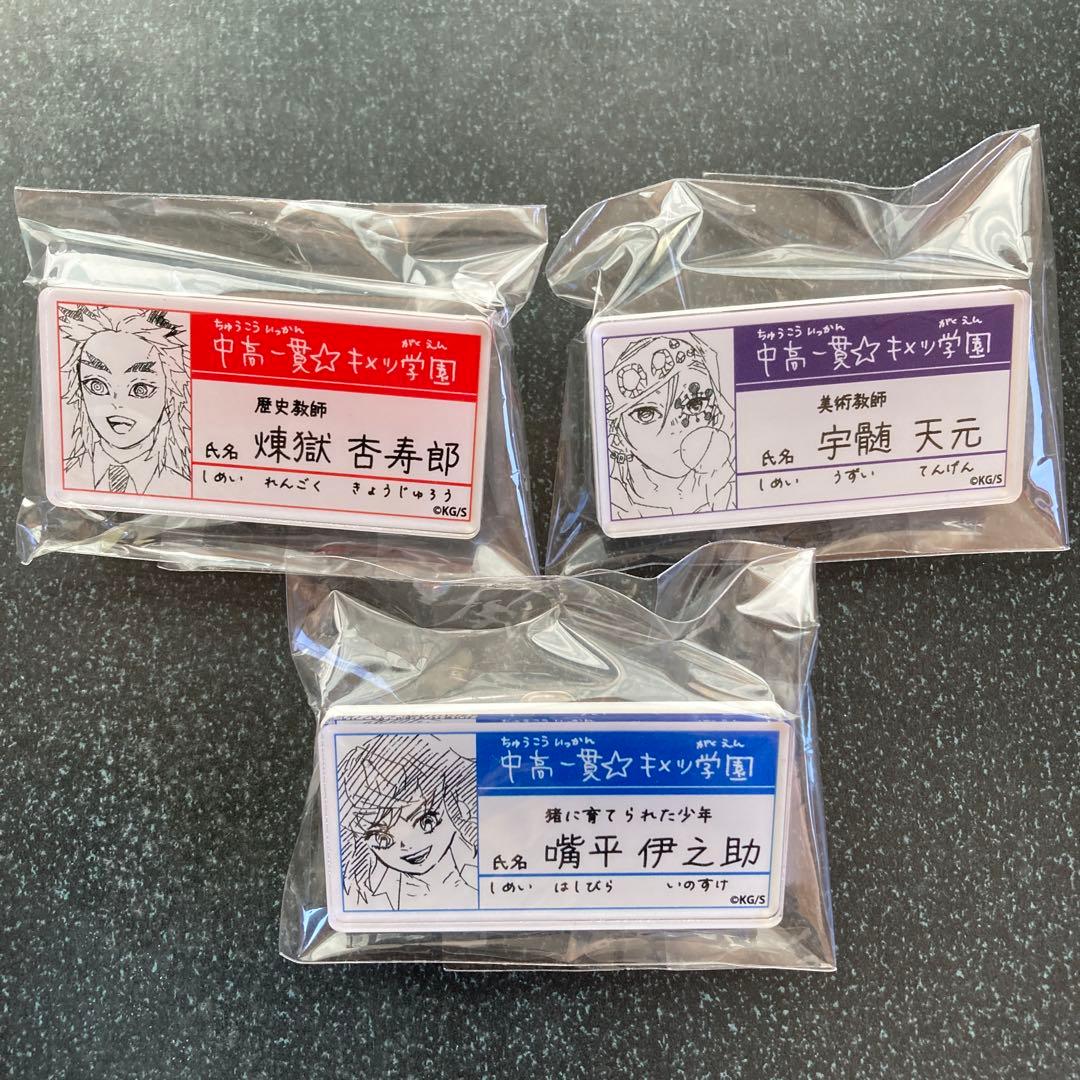 ちゅうこういっかん がくえん
中高一貫☆キメツ学園
歴史教師
氏名 煉獄 杏寿郎
しめい れんごく きょうじゅろう
©KG/S
ちゅうこういっかん がくえん
中高一貫☆キメツ学園
美術教師
氏名 宇髄 天元
しめい うずい てんげん
©KG/S
ちゅうこういっかん がくえん
中高一貫☆キメツ学園
猪に育てられた少年
氏名 嘴平 伊之助
しめい はしびら いのすけ
©KG/S